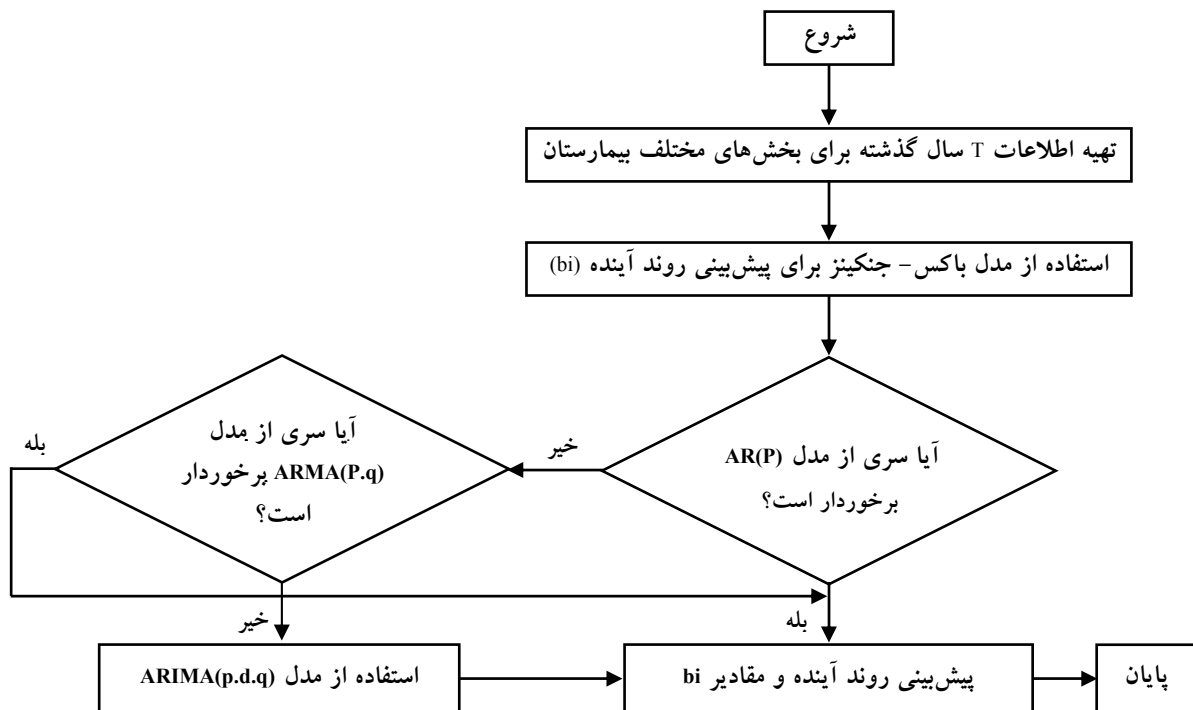 شروع
تهیه اطلاعات T سال گذشته برای بخش‌های مختلف بیمارستان
استفاده از مدل باکس- جنکینز برای پیش‌بینی روند آینده (bi)
آیا سری از مدل AR(P)
برخوردار است؟
خیر
آیا سری از مدل
ARMA(P.q) برخوردار
است؟
بله
خیر
بله
استفاده از مدل ARIMA(p.d.q)
پیش‌بینی روند آینده و مقادیر bi
پایان